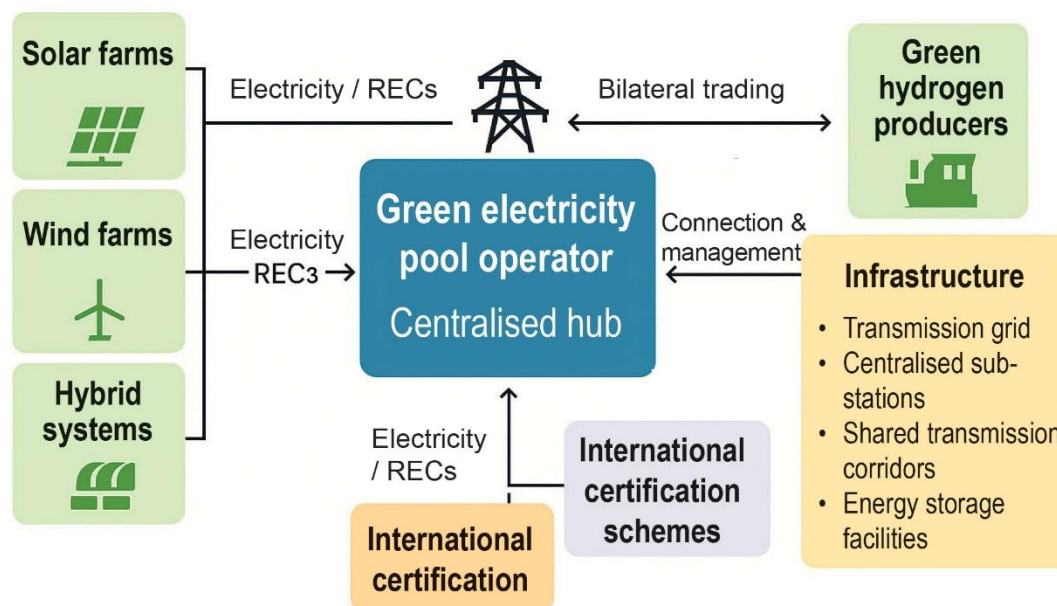 Solar farms
Wind farms
Hybrid
systems
Electricity / RECs
Electricity
REC3
Bilateral trading
Green electricity
pool operator
Centralised hub
Connection &
management
Green
hydrogen
producers
Infrastructure
• Transmission grid
• Centralised sub-
stations
• Shared transmission
corridors
• Energy storage
facilities
Electricity
/ RECs
International
certification
schemes
International
certification